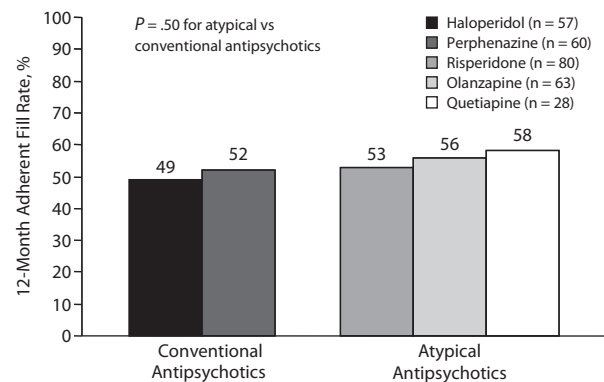 P = .50 for atypical vs
conventional antipsychotics
Haloperidol (n = 57)
Perphenazine (n = 60)
Risperidone (n = 80)
Olanzapine (n = 63)
Quetiapine (n = 28)
12-Month Adherent Fill Rate, %
100
90
80
70
60
50
40
30
20
10
0
49
52
53
56
58
Conventional
Antipsychotics
Atypical
Antipsychotics